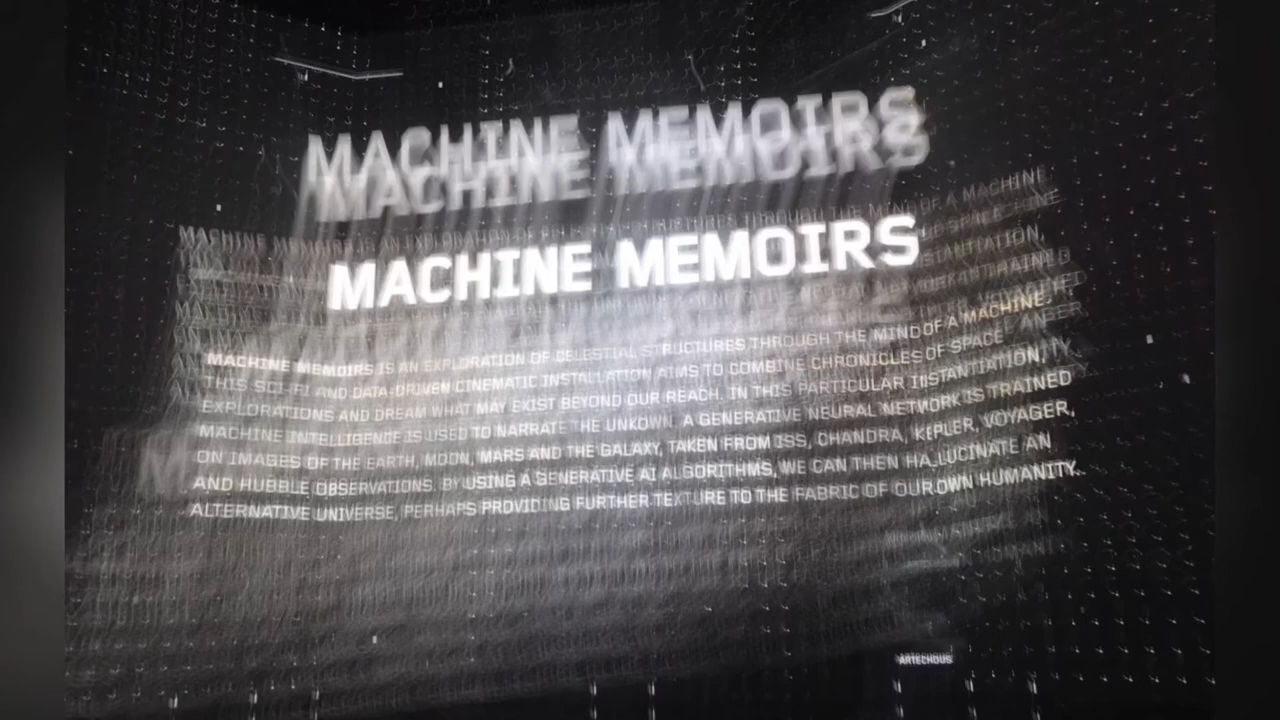 MACHINE MEMOIRS
MACHINE MEMOIRS
MACHINE MEMOIRS
MACHINE MEMOIRS IS AN EXPLORATION OF CELESTIAL STRUCTURES THROUGH THE MIND OF A MACHINE.
THIS SCI-FI AND DATA-DRIVEN CINEMATIC INSTALLATION AIMS TO COMBINE CHRONICLES OF SPACE
EXPLORATIONS AND DREAM WHAT MAY EXIST BEYOND OUR REACH. IN THIS PARTICULAR INSTANTIATION,
MACHINE INTELLIGENCE IS USED TO NARRATE THE UNKOWN. A GENERATIVE NEURAL NETWORK IS TRAINED
ON IMAGES OF THE EARTH, MOON, MARS AND THE GALAXY, TAKEN FROM ISS, CHANDRA, KEPLER, VOYAGER,
AND HUBBLE OBSERVATIONS. BY USING A GENERATIVE AI ALGORITHMS, WE CAN THEN HALLUCINATE AN
ALTERNATIVE UNIVERSE, PERHAPS PROVIDING FURTHER TEXTURE TO THE FABRIC OF OUR OWN HUMANITY.
ARTECHOUS